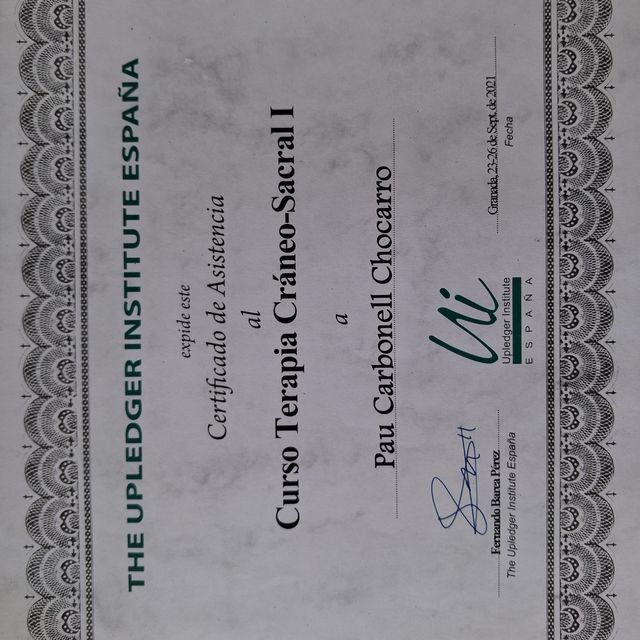 THE UPLEDGER INSTITUTE ESPAÑA
expide este
Certificado de Asistencia
al
Curso Terapia Cráneo-Sacral I
a
Pau Carbonell Chocarro
Fernando Barea Pérez
The Upledger Institute España
Ui
Upledger Institute
ESPAÑA
Granada, 23-26 de Sept. de 2021
Fecha